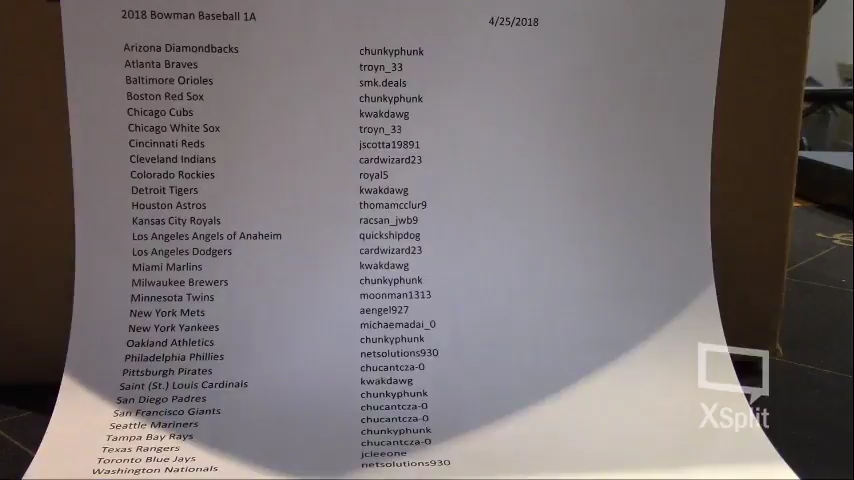 2018 Bowman Baseball 1A 4/25/2018
Arizona Diamondbacks chunkyphunk
Atlanta Braves troyn_33
Baltimore Orioles smk.deals
Boston Red Sox chunkyphunk
Chicago Cubs kwakdawg
Chicago White Sox troyn_33
Cincinnati Reds jscotta19891
Cleveland Indians cardwizard23
Colorado Rockies royal5
Detroit Tigers kwakdawg
Houston Astros thomamcclur9
Kansas City Royals racsan_jwb9
Los Angeles Angels of Anaheim quickshipdog
Los Angeles Dodgers cardwizard23
Miami Marlins kwakdawg
Milwaukee Brewers chunkyphunk
Minnesota Twins moonman1313
New York Mets aengel927
New York Yankees michaemadai_0
Oakland Athletics chunkyphunk
Philadelphia Phillies netsolutions930
Pittsburgh Pirates chucantcza-0
Saint (St.) Louis Cardinals kwakdawg
San Diego Padres chunkyphunk
San Francisco Giants chucantcza-0
Seattle Mariners chucantcza-0
Tampa Bay Rays chunkyphunk
Texas Rangers chucantcza-0
Toronto Blue Jays jcleeone
Washington Nationals netsolutions930
XSplit